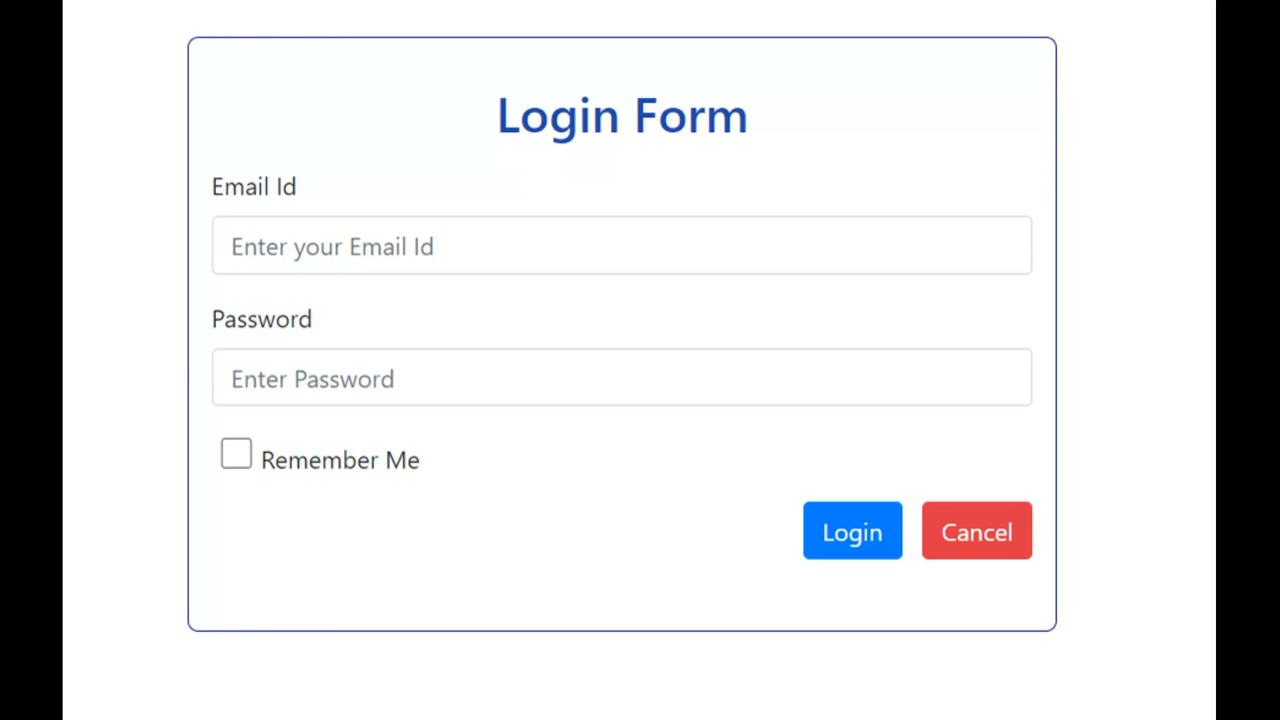 Login Form
Email Id
Enter your Email Id
Password
Enter Password
Remember Me
Login Cancel